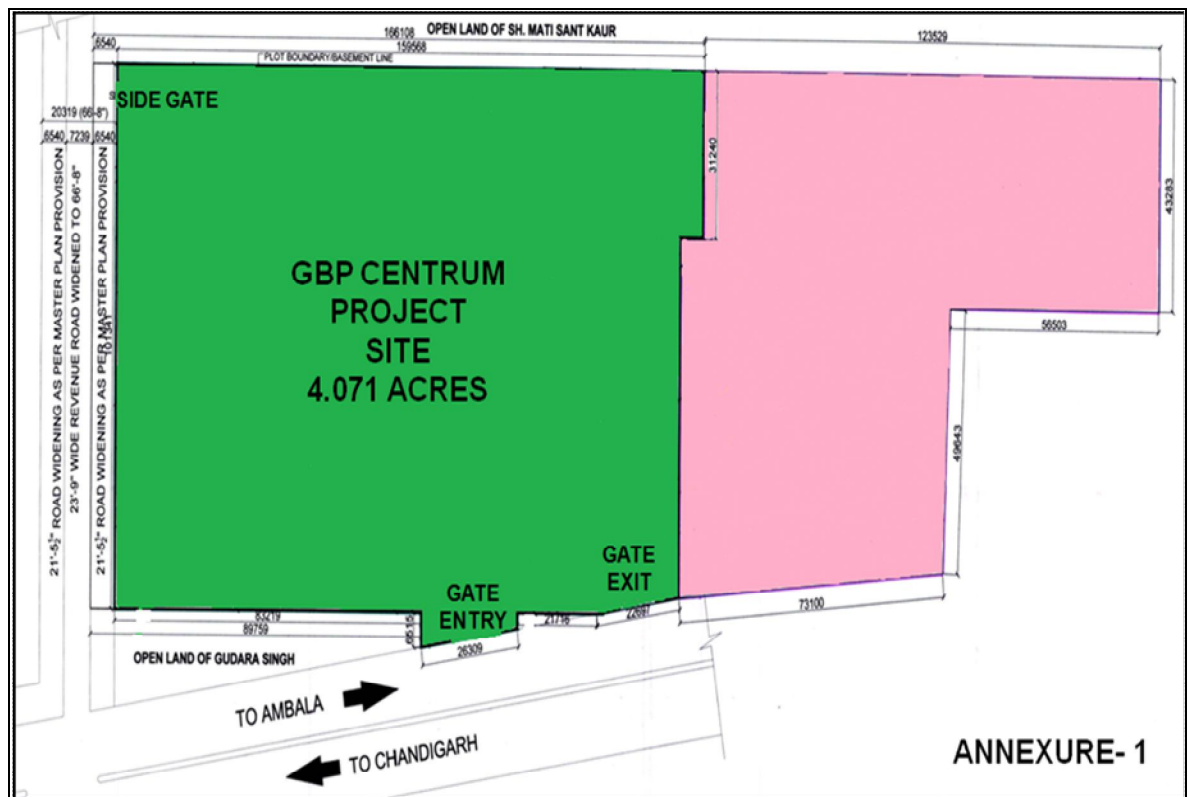 OPEN LAND OF SH. MATI SANT KAUR
166108
123529
6540
159568
PLOT BOUNDARY/BASEMENT LINE
SIDE GATE
20319 (66'-8")
6540
7239
6540
31240
43283
21'-5½" ROAD WIDENING AS PER MASTER PLAN PROVISION
23'-9" WIDE REVENUE ROAD WIDENED TO 66'-8"
21'-5½" ROAD WIDENING AS PER MASTER PLAN PROVISION
GBP CENTRUM
PROJECT
SITE
4.071 ACRES
56503
49643
GATE
EXIT
GATE
ENTRY
83219
89759
6515
26309
21716
22697
73100
OPEN LAND OF GUDARA SINGH
TO AMBALA
TO CHANDIGARH
ANNEXURE- 1